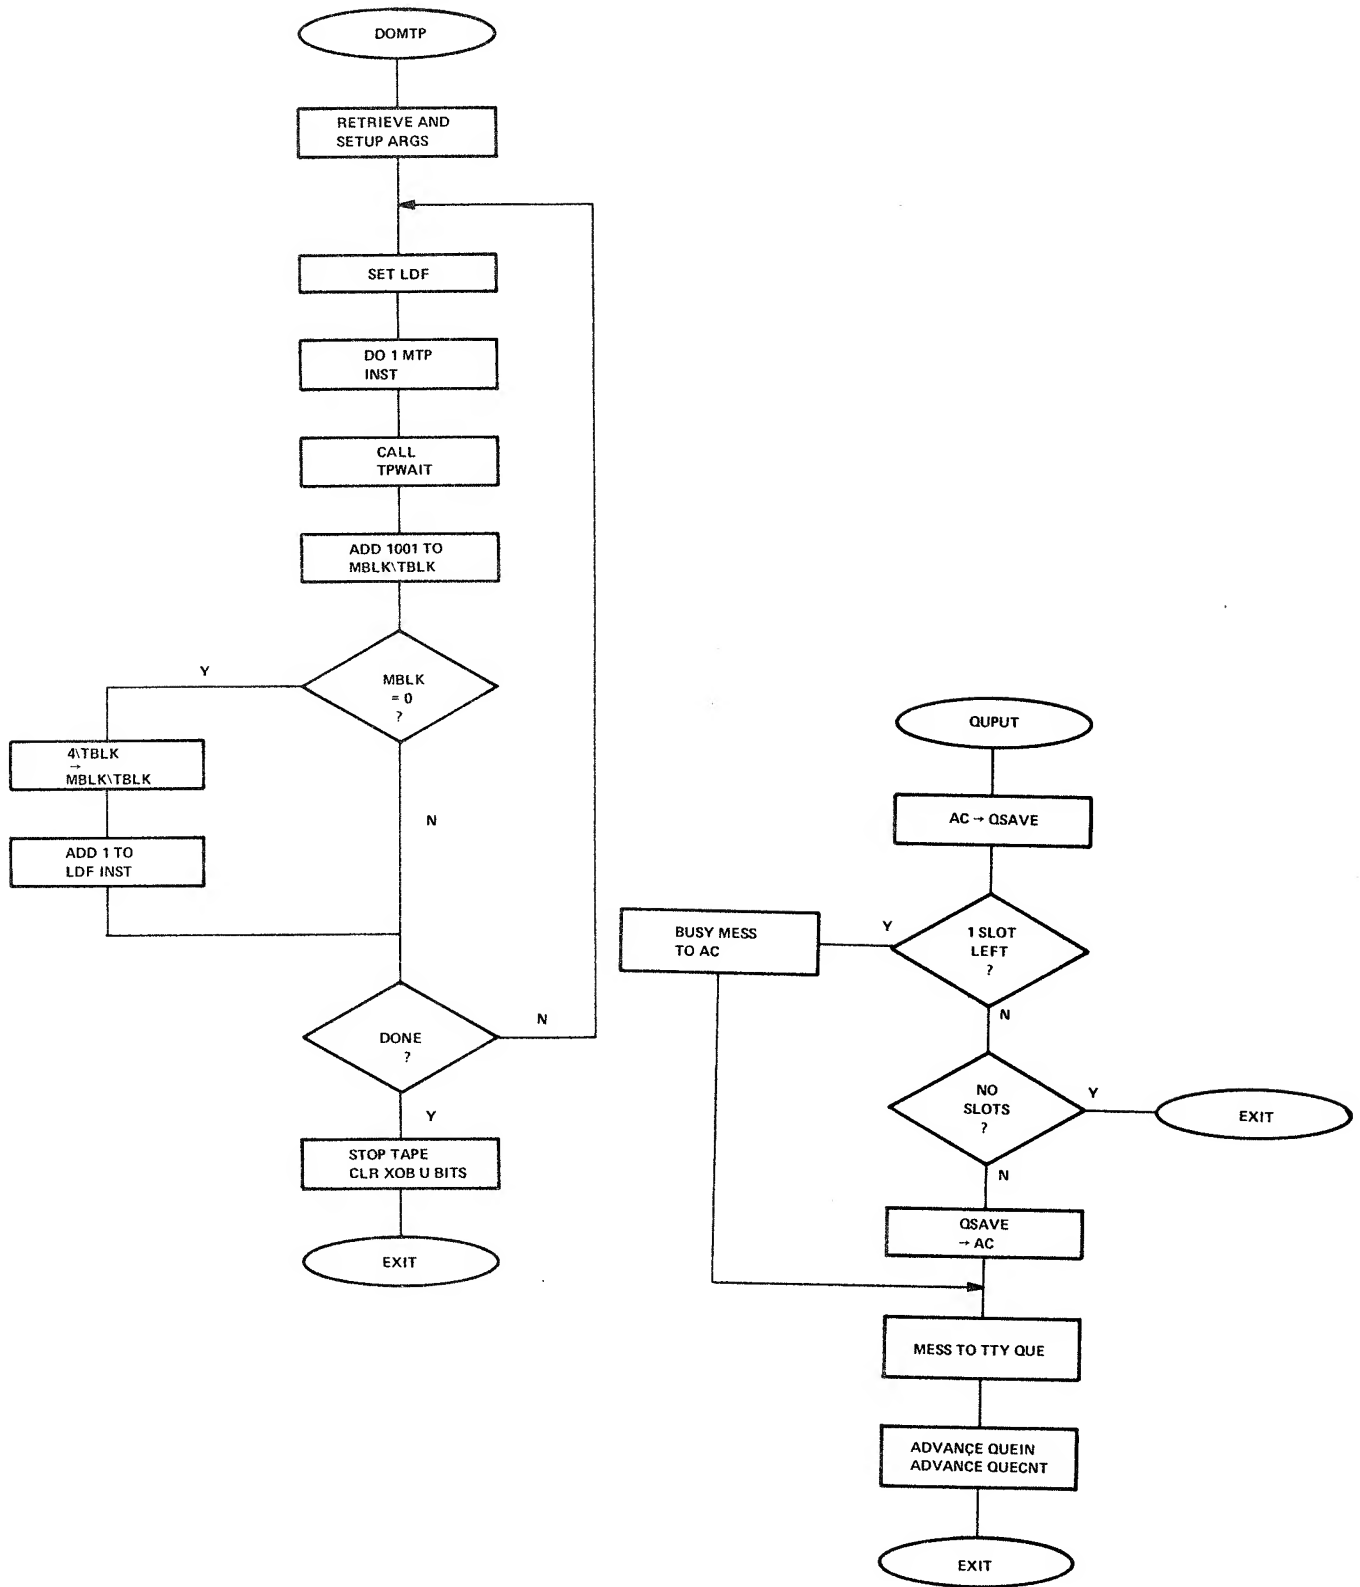 DOMTP
RETRIEVE AND
SETUP ARGS
SET LDF
DO 1 MTP
INST
CALL
TPWAIT
ADD 1001 TO
MBLK\TBLK
MBLK
= 0
?
Y
N
4\TBLK
→
MBLK\TBLK
ADD 1 TO
LDF INST
DONE
?
N
Y
STOP TAPE
CLR XOB U BITS
EXIT
QUPUT
AC → QSAVE
1 SLOT
LEFT
?
Y
BUSY MESS
TO AC
N
NO
SLOTS
?
Y
EXIT
N
QSAVE
→ AC
MESS TO TTY QUE
ADVANCE QUEIN
ADVANCE QUECNT
EXIT